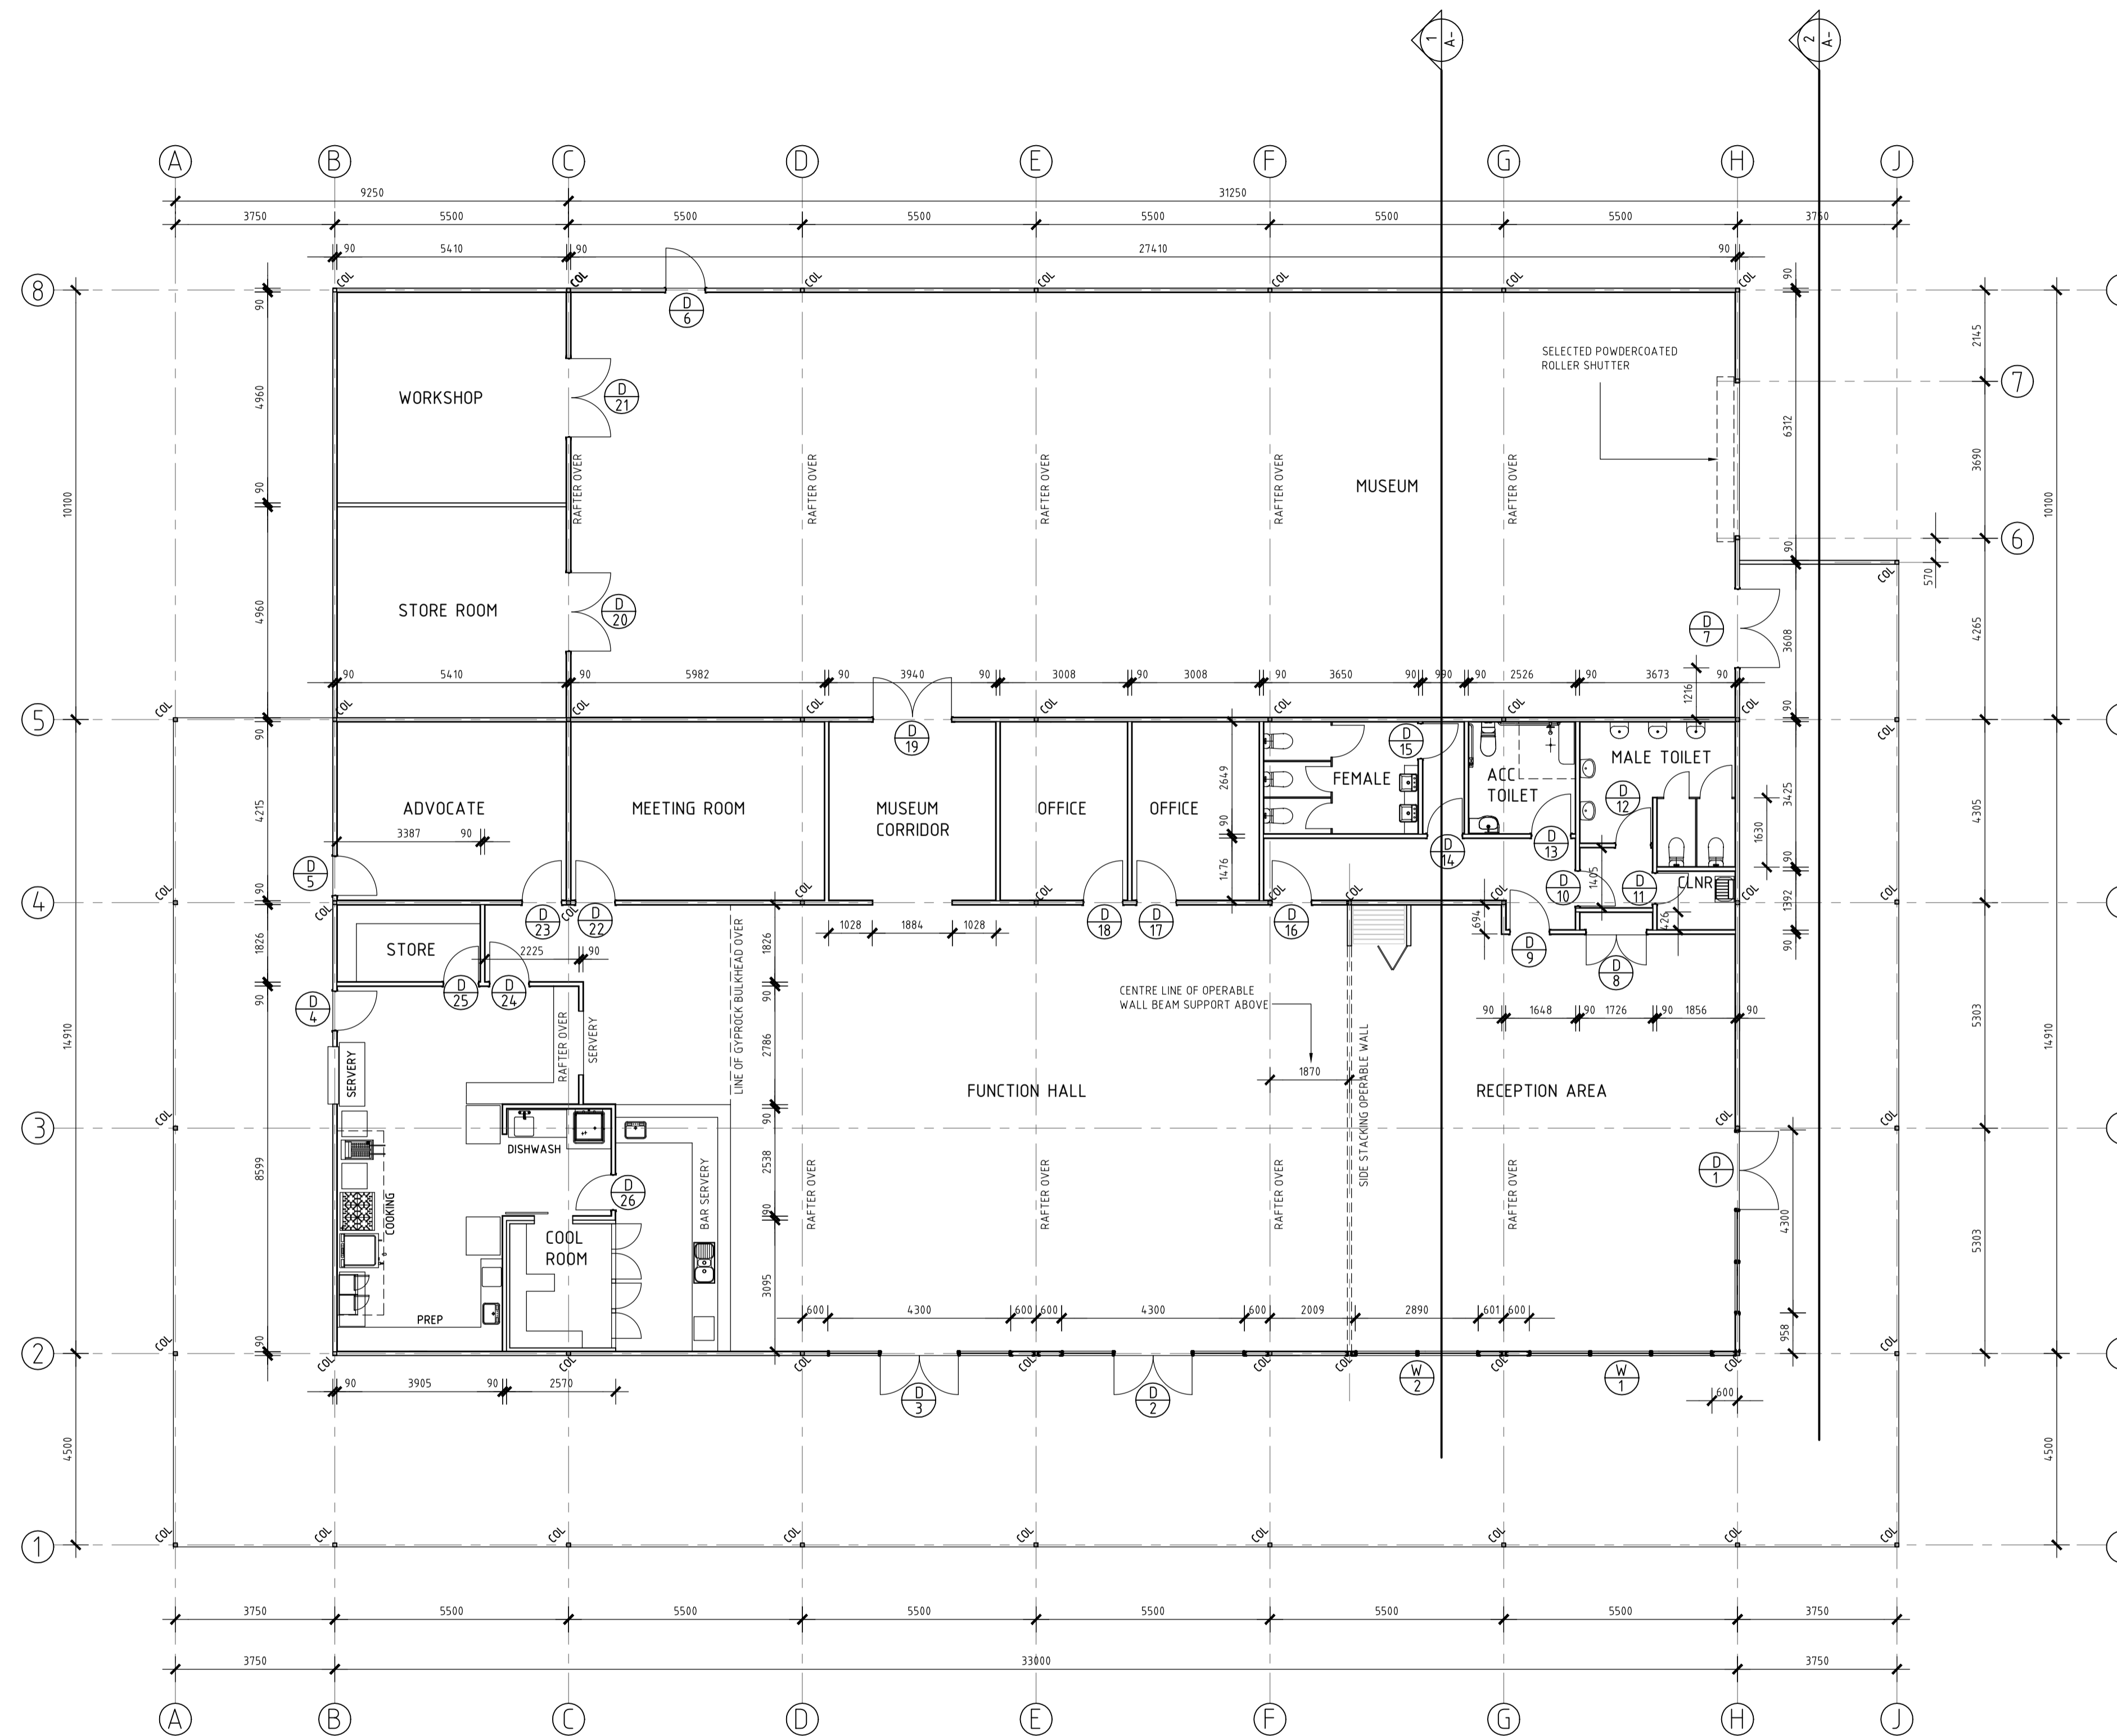 1
A-
2
A-
A
B
C
D
E
F
G
H
J
9250
31250
3750
5500
5500
5500
5500
5500
5500
3750
90
5410
90
27410
90
8
COL
COL
COL
COL
COL
COL
COL
D
6
90
90
2145
SELECTED POWDERCOATED
ROLLER SHUTTER
7
WORKSHOP
D
21
4960
6312
3690
10100
10100
90
RAFTER OVER
RAFTER OVER
RAFTER OVER
RAFTER OVER
RAFTER OVER
MUSEUM
6
90
COL
570
STORE ROOM
D
20
4960
D
7
3608
4265
90
5410
90
5982
90
3940
90
3008
90
3008
90
3650
90
990
90
2526
90
3673
90
1216
5
COL
COL
COL
COL
COL
COL
COL
COL
90
90
D
19
D
15
MALE TOILET
FEMALE
ACC
TOILET
2649
D
12
ADVOCATE
MEETING ROOM
MUSEUM
CORRIDOR
OFFICE
OFFICE
4215
3425
4305
1630
3387
90
90
D
5
D
14
D
13
1476
1405
90
90
D
10
D
11
CLNR
4
COL
COL
COL
COL
COL
COL
COL
COL
COL
D
23
D
22
D
18
D
17
D
16
1392
694
426
STORE
1826
1028
1884
1028
1826
90
2225
90
D
9
D
8
D
25
D
24
90
90
D
4
CENTRE LINE OF OPERABLE
WALL BEAM SUPPORT ABOVE
90
1648
90
1726
90
1856
90
14910
14910
5303
SERVERY
RAFTER OVER
SERVERY
LINE OF GYPROCK BULKHEAD OVER
2786
SIDE STACKING OPERABLE WALL
1870
FUNCTION HALL
RECEPTION AREA
3
COL
COL
COL
90
DISHWASH
8599
2538
D
1
D
26
COOKING
BAR SERVERY
RAFTER OVER
RAFTER OVER
RAFTER OVER
RAFTER OVER
90
4300
5303
COOL
ROOM
3095
PREP
600
4300
600
600
4300
600
2009
2890
601
600
958
90
2
COL
COL
COL
COL
COL
COL
COL
COL
COL
COL
COL
90
3905
90
2570
D
3
D
2
W
2
W
1
600
4500
4500
1
COL
COL
COL
COL
COL
COL
COL
COL
COL
3750
5500
5500
5500
5500
5500
5500
3750
3750
33000
3750
A
B
C
D
E
F
G
H
J